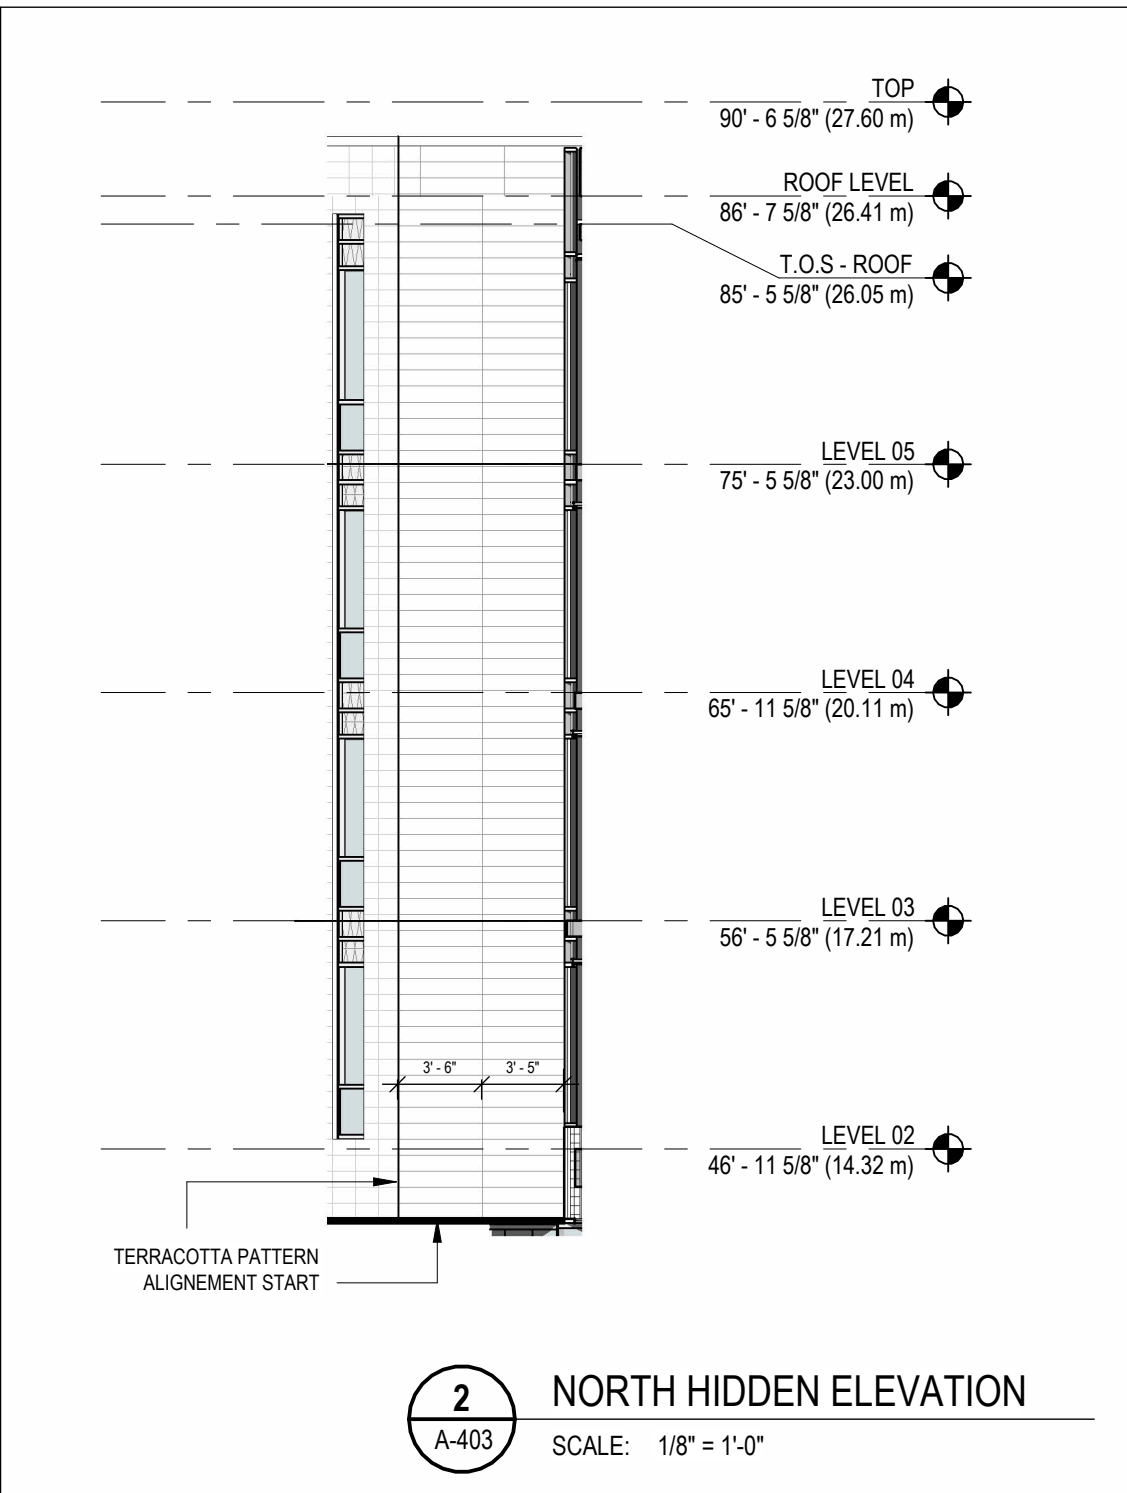 TOP
90' - 6 5/8" (27.60 m)
ROOF LEVEL
86' - 7 5/8" (26.41 m)
T.O.S - ROOF
85' - 5 5/8" (26.05 m)
LEVEL 05
75' - 5 5/8" (23.00 m)
LEVEL 04
65' - 11 5/8" (20.11 m)
LEVEL 03
56' - 5 5/8" (17.21 m)
3' - 6"
3' - 5"
LEVEL 02
46' - 11 5/8" (14.32 m)
TERRACOTTA PATTERN
ALIGNEMENT START
2
A-403
NORTH HIDDEN ELEVATION
SCALE: 1/8" = 1'-0"